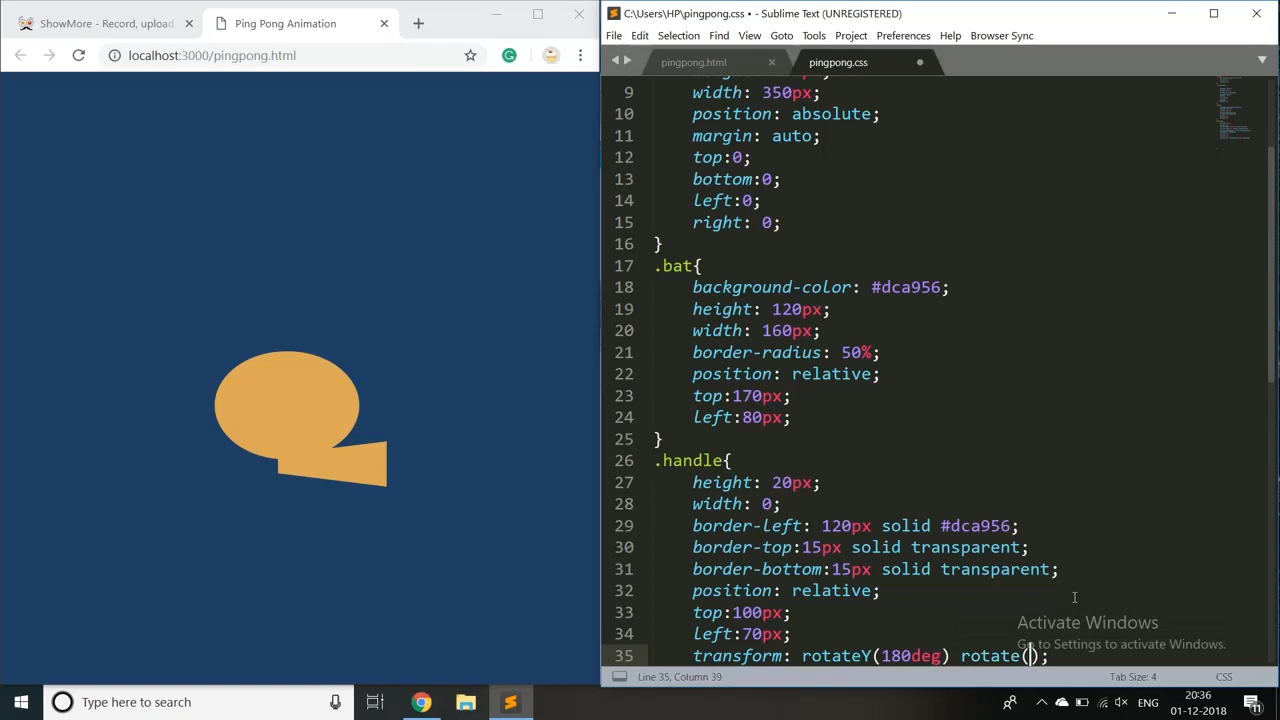 ShowMore - Record, upload
Ping Pong Animation
localhost:3000/pingpong.html
C:\Users\HP\pingpong.css • - Sublime Text (UNREGISTERED)
File Edit Selection Find View Goto Tools Project Preferences Help Browser Sync
pingpong.html
pingpong.css
9 width: 350px;
10 position: absolute;
11 margin: auto;
12 top:0;
13 bottom:0;
14 left:0;
15 right: 0;
16 }
17 .bat{
18 background-color: #dca956;
19 height: 120px;
20 width: 160px;
21 border-radius: 50%;
22 position: relative;
23 top:170px;
24 left:80px;
25 }
26 .handle{
27 height: 20px;
28 width: 0;
29 border-left: 120px solid #dca956;
30 border-top:15px solid transparent;
31 border-bottom:15px solid transparent;
32 position: relative;
33 top:100px;
34 left:70px;
35 transform: rotateY(180deg) rotate();
Activate Windows
Go to Settings to activate Windows.
Line 35, Column 39
Tab Size: 4
CSS
Type here to search
ENG
20:36
01-12-2018
11